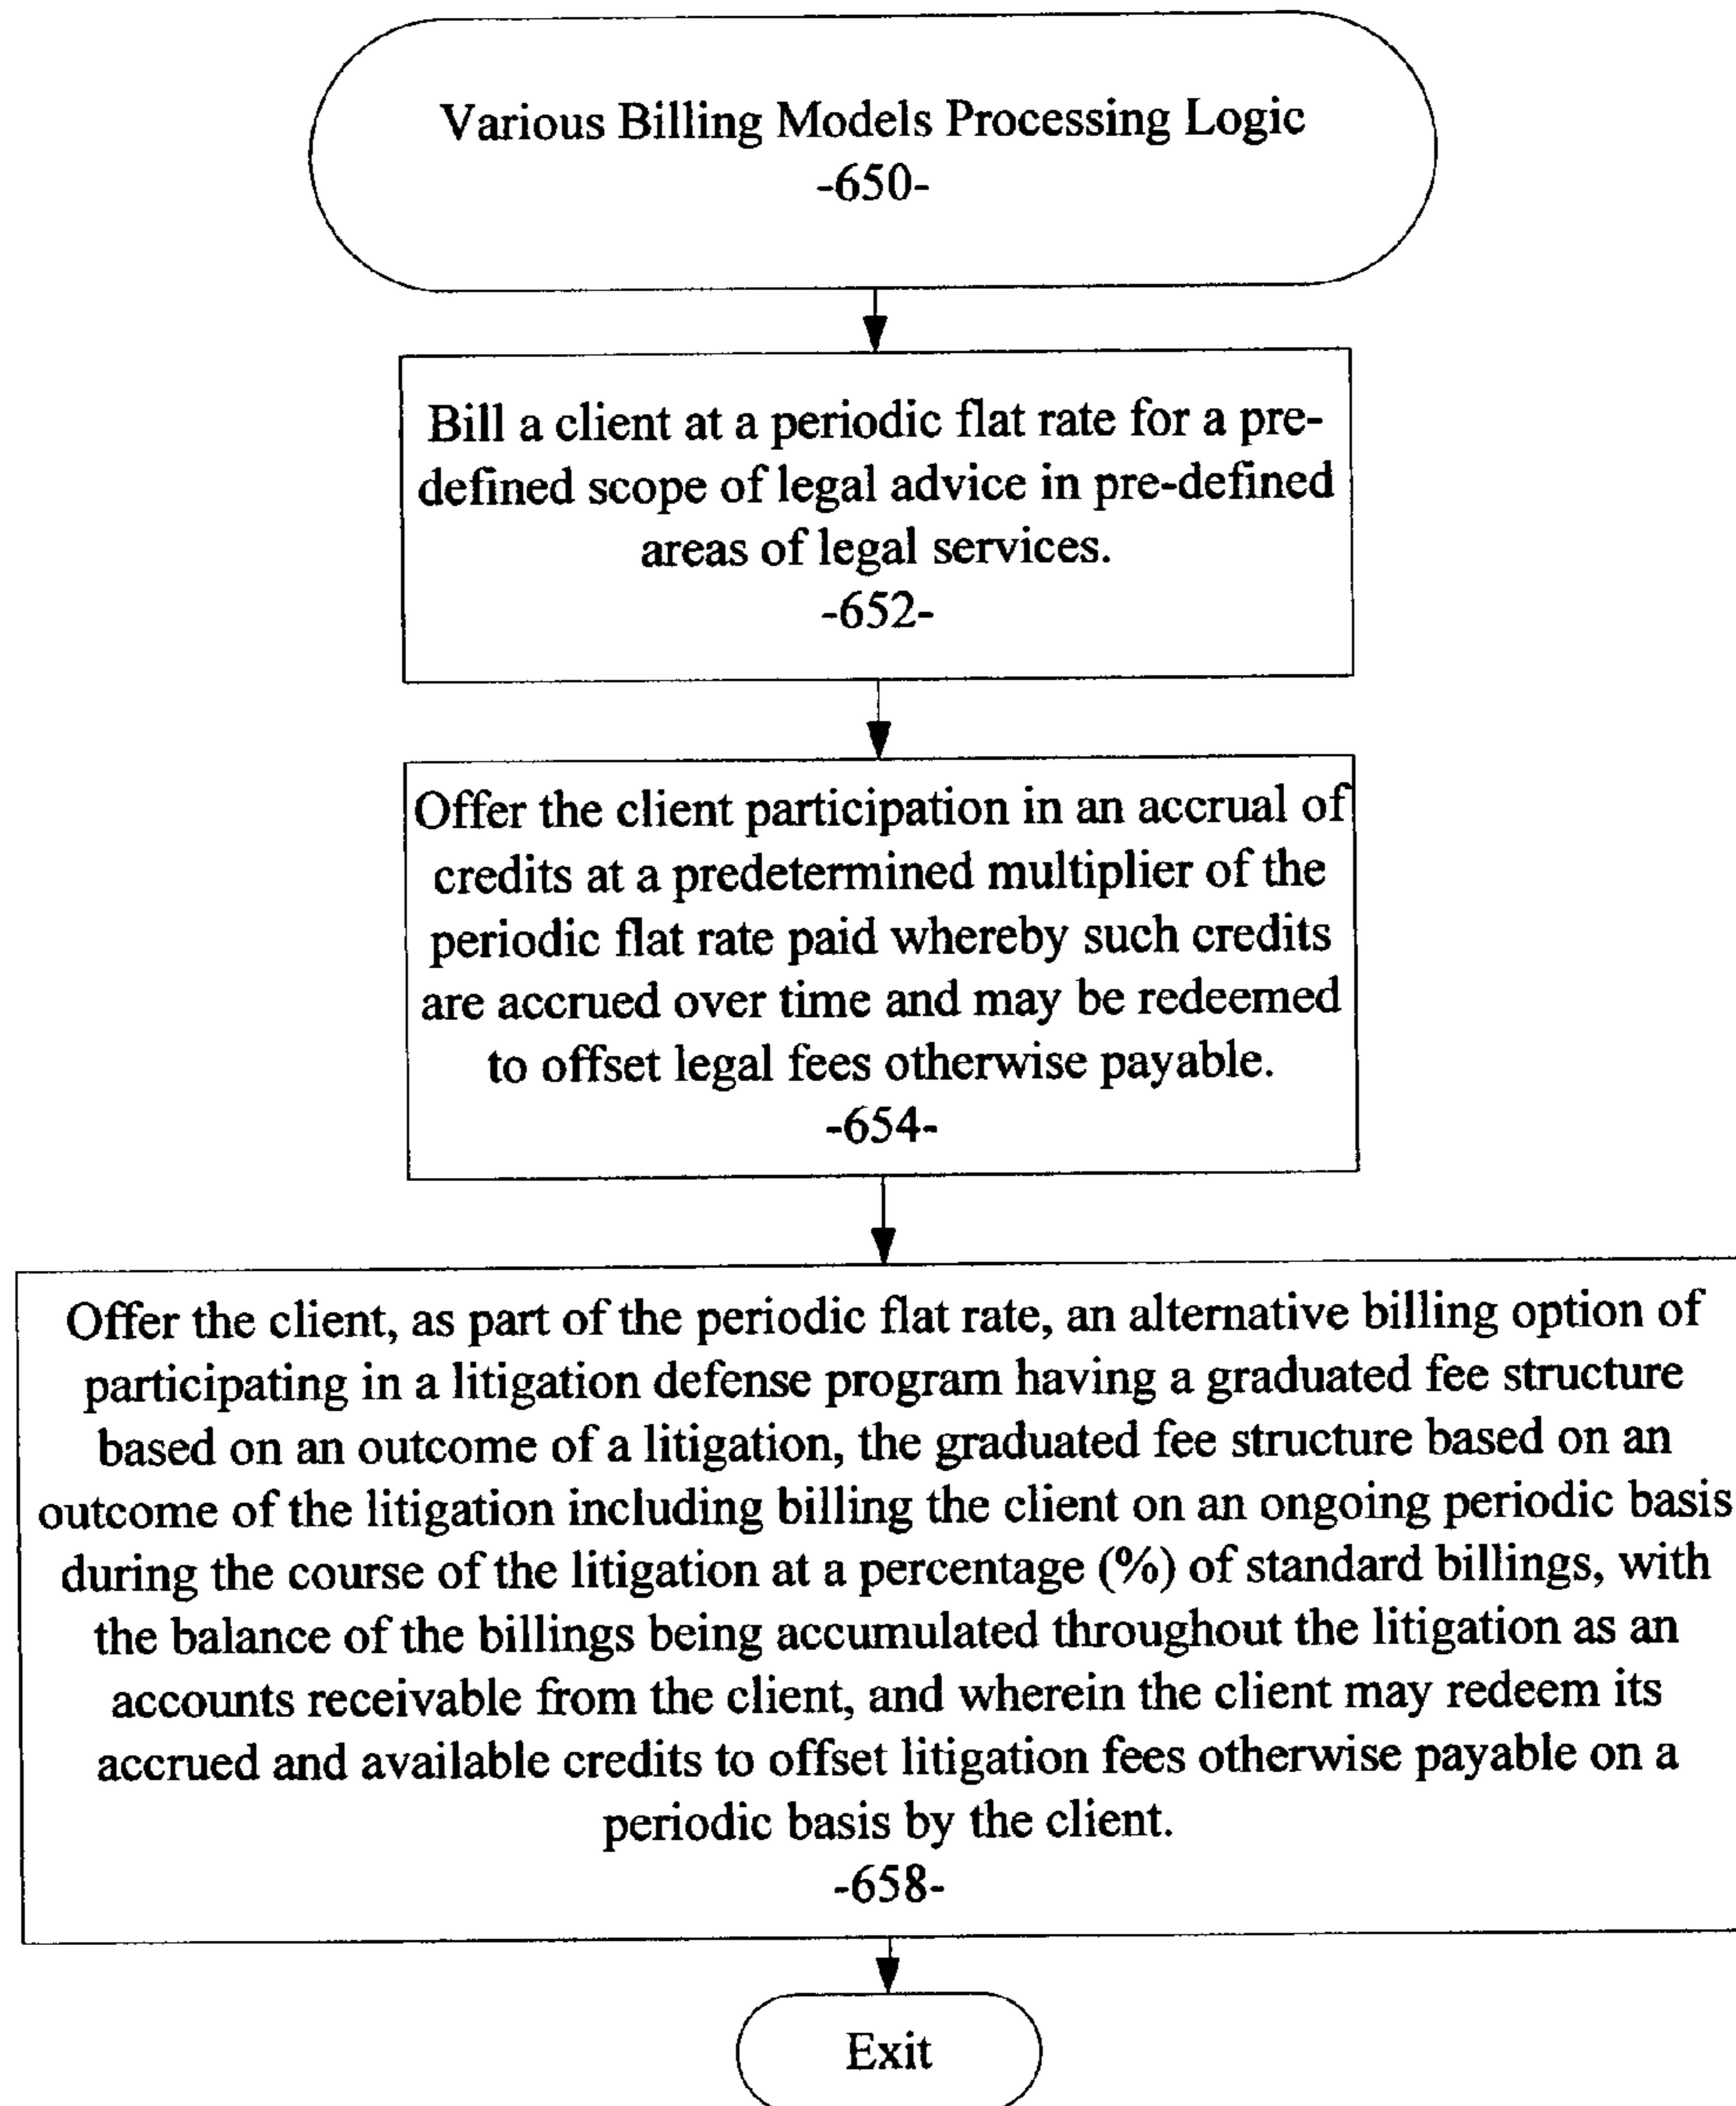 Various Billing Models Processing Logic
-650-
Bill a client at a periodic flat rate for a pre-
defined scope of legal advice in pre-defined
areas of legal services.
-652-
Offer the client participation in an accrual of
credits at a predetermined multiplier of the
periodic flat rate paid whereby such credits
are accrued over time and may be redeemed
to offset legal fees otherwise payable.
-654-
Offer the client, as part of the periodic flat rate, an alternative billing option of
participating in a litigation defense program having a graduated fee structure
based on an outcome of a litigation, the graduated fee structure based on an
outcome of the litigation including billing the client on an ongoing periodic basis
during the course of the litigation at a percentage (%) of standard billings, with
the balance of the billings being accumulated throughout the litigation as an
accounts receivable from the client, and wherein the client may redeem its
accrued and available credits to offset litigation fees otherwise payable on a
periodic basis by the client.
-658-
Exit